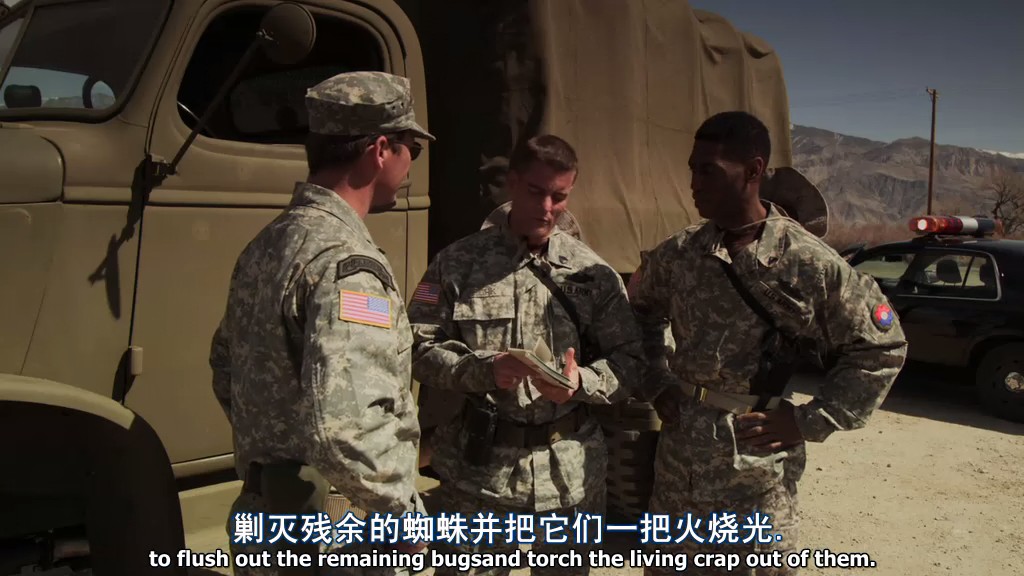 剿灭残余的蜘蛛并把它们一把火烧光.
to flush out the remaining bugsand torch the living crap out of them.